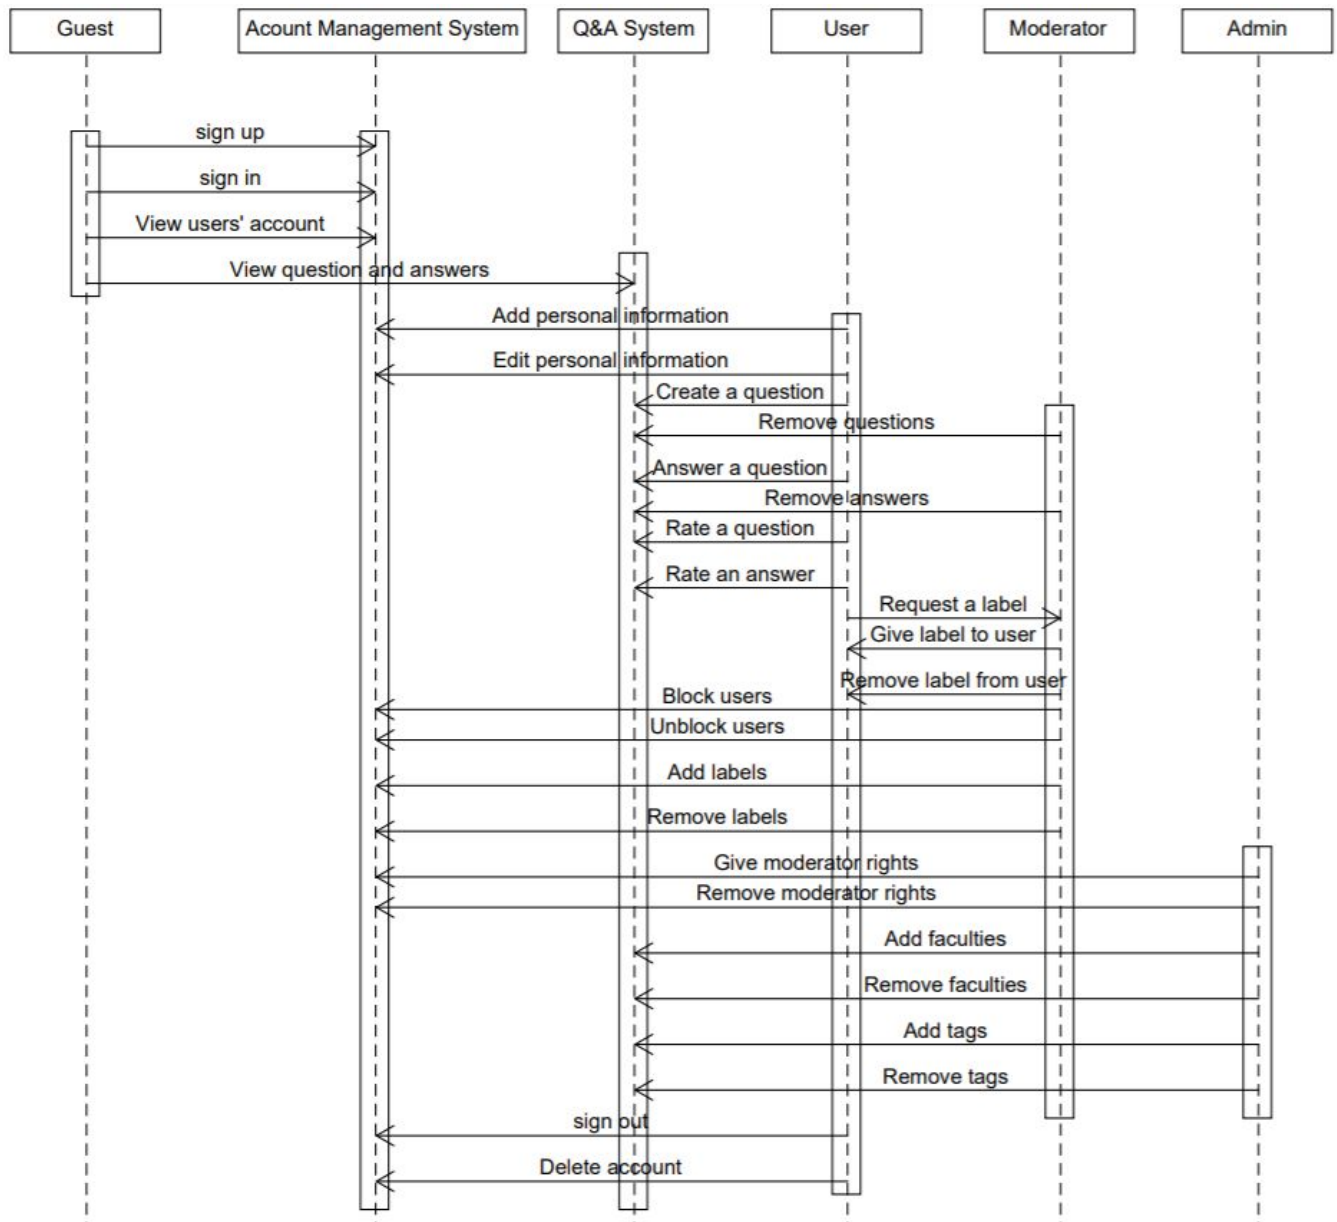 Guest
Acount Management System
Q&A System
User
Moderator
Admin
sign up
sign in
View users' account
View question and answers
Add personal information
Edit personal information
Create a question
Remove questions
Answer a question
Remove answers
Rate a question
Rate an answer
Request a label
Give label to user
Remove label from user
Block users
Unblock users
Add labels
Remove labels
Give moderator rights
Remove moderator rights
Add faculties
Remove faculties
Add tags
Remove tags
sign out
Delete account